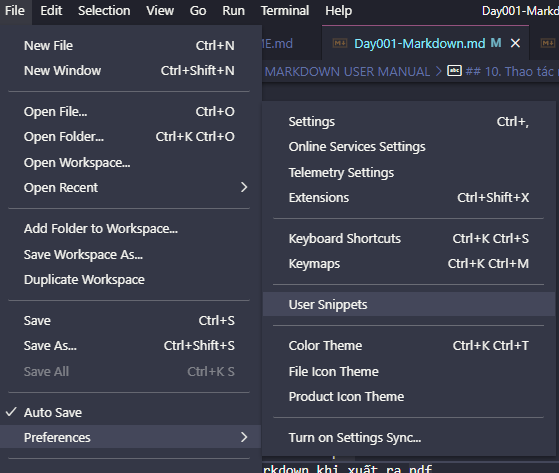 File Edit Selection View Go Run Terminal Help Day001-Markdown.md
New File Ctrl+N
New Window Ctrl+Shift+N
Open File... Ctrl+O
Open Folder... Ctrl+K Ctrl+O
Open Workspace...
Open Recent
Add Folder to Workspace...
Save Workspace As...
Duplicate Workspace
Save Ctrl+S
Save As... Ctrl+Shift+S
Save All Ctrl+K S
Auto Save
Preferences
ME.md Day001-Markdown.md M
MARKDOWN USER MANUAL > abc ## 10. Thao tác
Settings Ctrl+,
Online Services Settings
Telemetry Settings
Extensions Ctrl+Shift+X
Keyboard Shortcuts Ctrl+K Ctrl+S
Keymaps Ctrl+K Ctrl+M
User Snippets
Color Theme Ctrl+K Ctrl+T
File Icon Theme
Product Icon Theme
Turn on Settings Sync...
rkdown khi xuất ra pdf